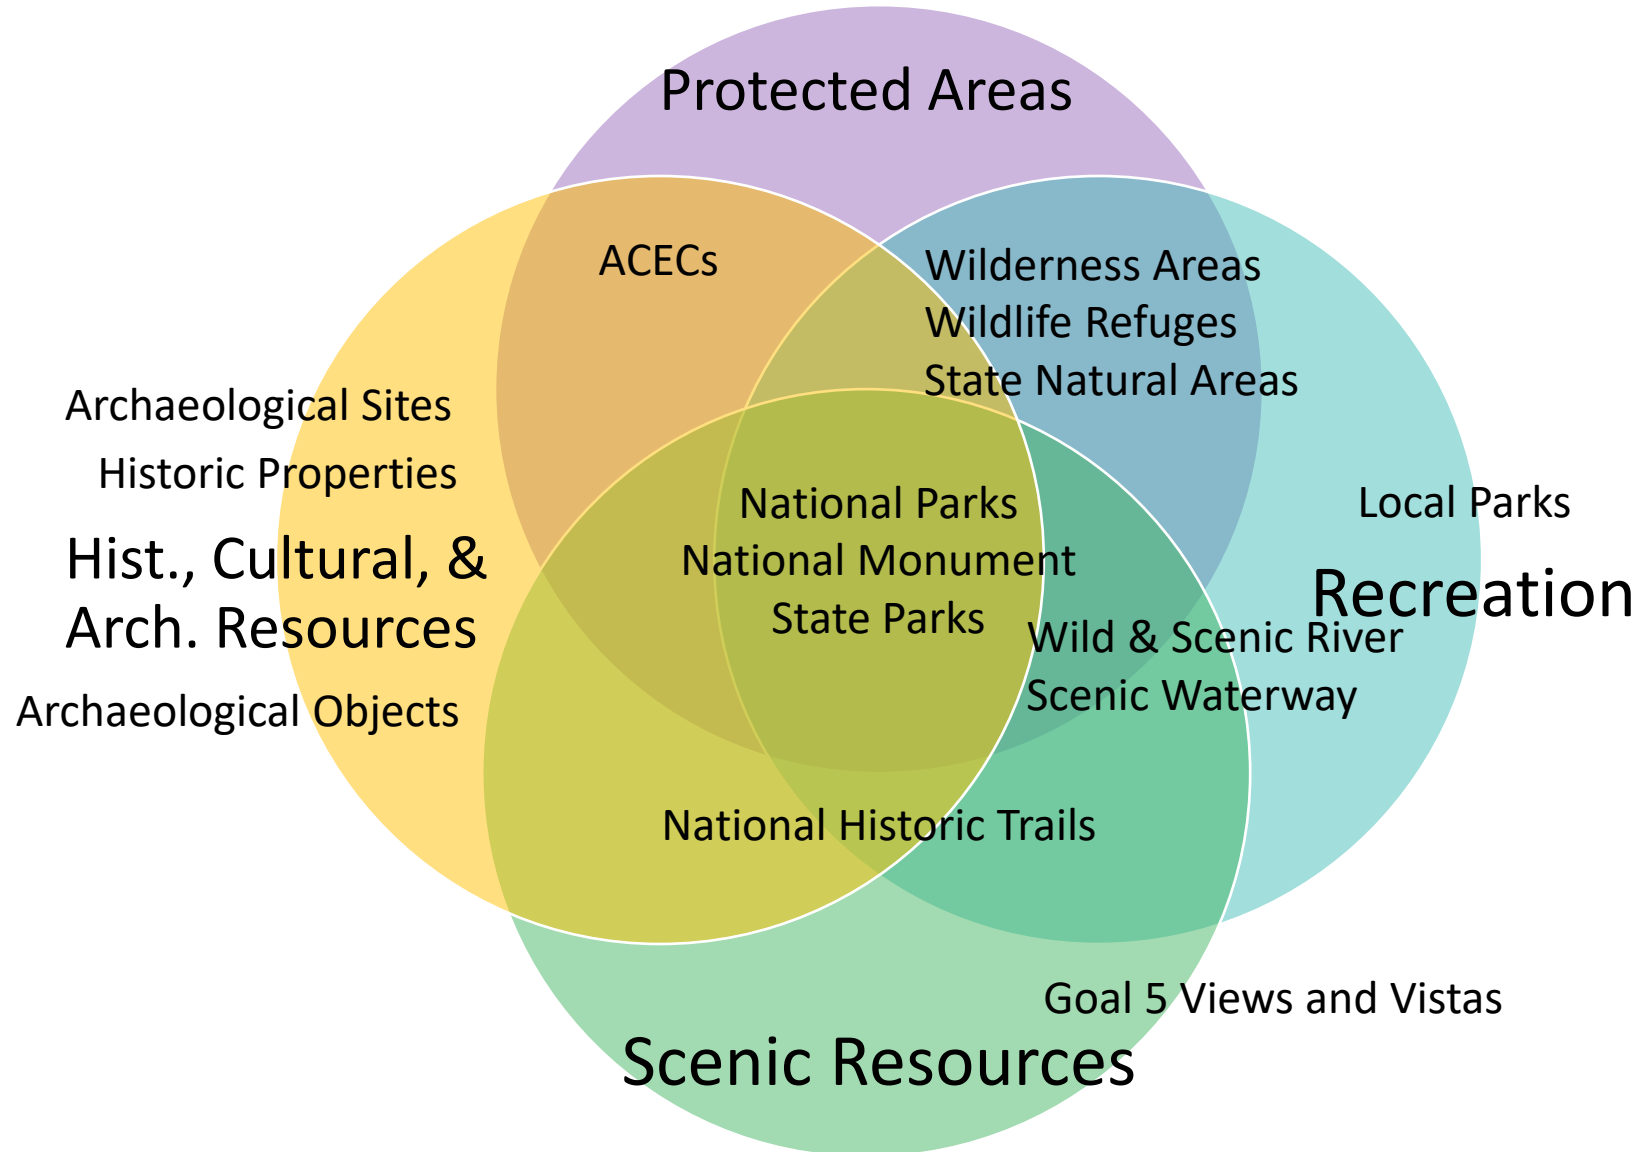 Protected Areas
ACECs
Wilderness Areas
Wildlife Refuges
State Natural Areas
Archaeological Sites
Historic Properties
Hist., Cultural, &
Arch. Resources
Archaeological Objects
National Parks
National Monument
State Parks
Local Parks
Recreation
Wild & Scenic River
Scenic Waterway
National Historic Trails
Goal 5 Views and Vistas
Scenic Resources